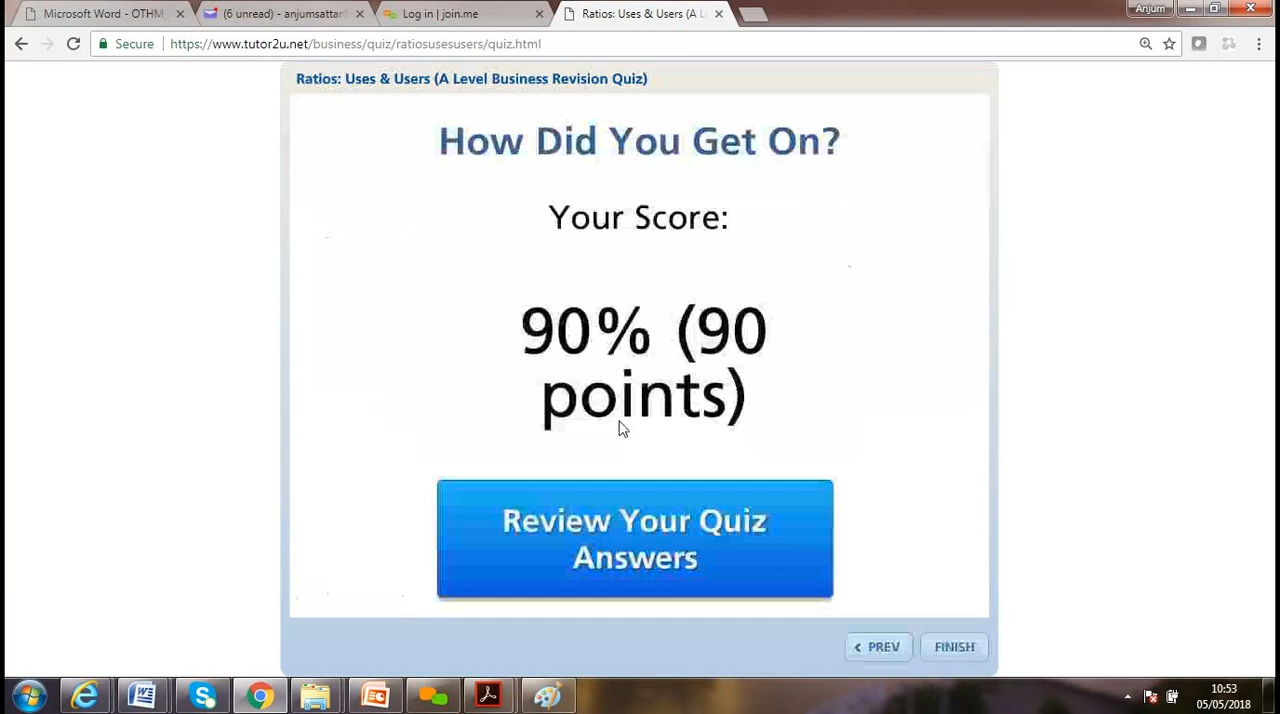 Microsoft Word - OTHM_
(6 unread) - anjumsattar
Log in | join.me
Ratios: Uses & Users (A L
Anjum
Secure
https://www.tutor2u.net/business/quiz/ratiosusesusers/quiz.html
Ratios: Uses & Users (A Level Business Revision Quiz)
How Did You Get On?
Your Score:
90% (90
points)
Review Your Quiz
Answers
PREV
FINISH
10:53
05/05/2018